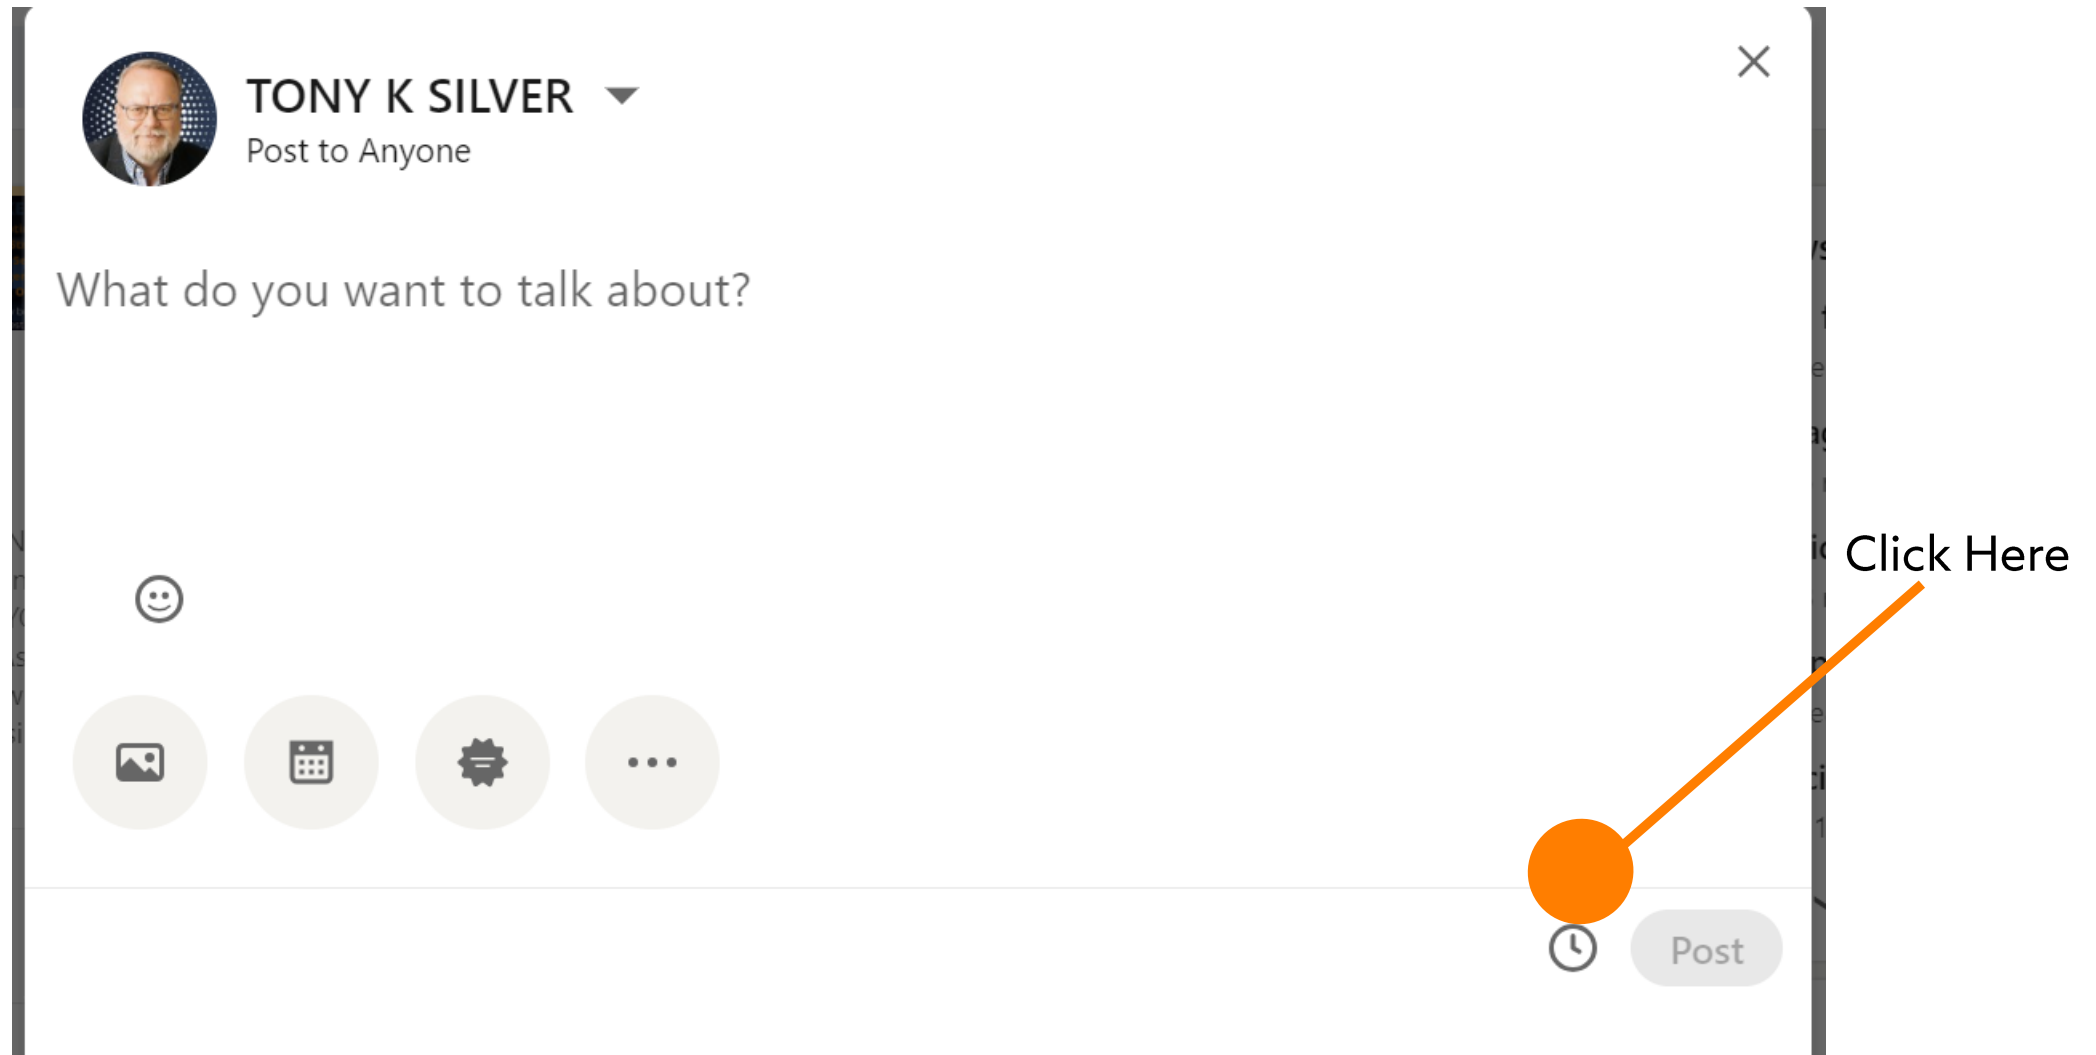 TONY K SILVER
Post to Anyone
What do you want to talk about?
Click Here
Post